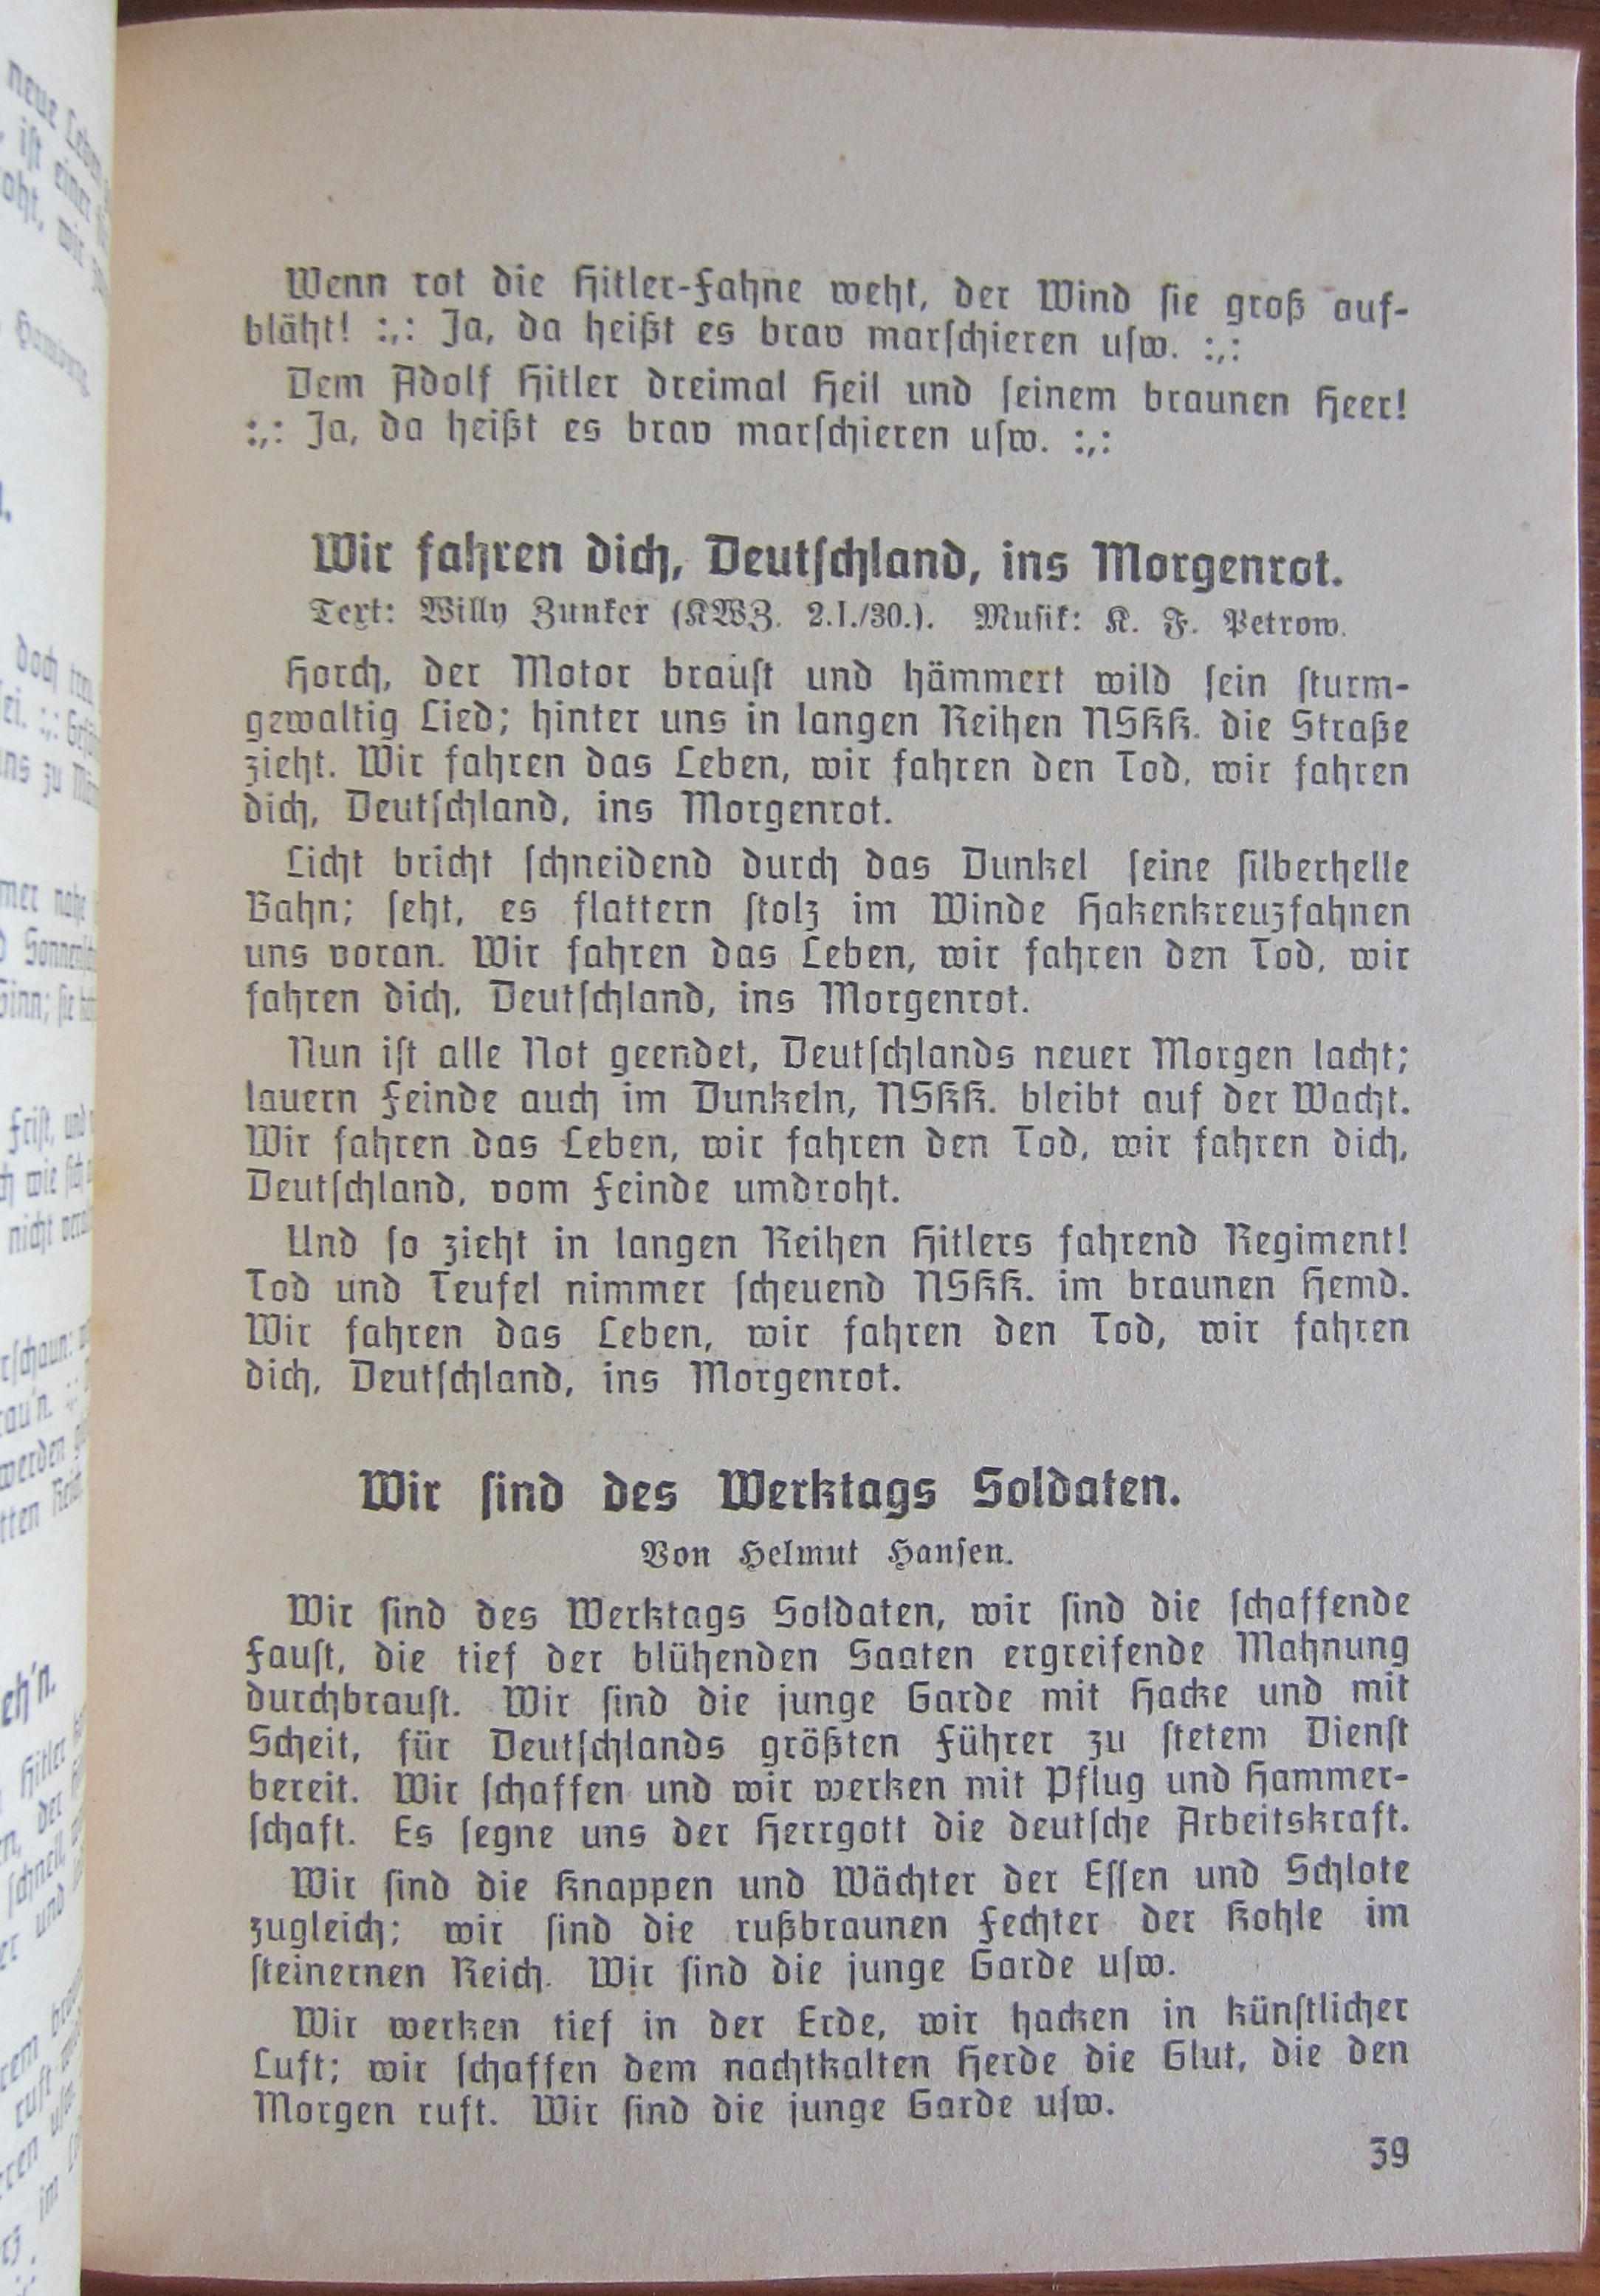 Wenn rot die Hitler-Fahne weht, der Wind sie groß auf-
bläht! :,: Ja, da heißt es brav marschieren usw. :,:
Dem Adolf Hitler dreimal Heil und seinem braunen Heer!
:,: Ja, da heißt es brav marschieren usw. :,:
Wir fahren dich, Deutschland, ins Morgenrot.
Text: Willy Zunker (KWZ. 2.I./30.). Musik: K. F. Petrow.
Horch, der Motor braust und hämmert wild sein sturm-
gewaltig Lied; hinter uns in langen Reihen NSKK. die Straße
zieht. Wir fahren das Leben, wir fahren den Tod, wir fahren
dich, Deutschland, ins Morgenrot.
Licht bricht schneidend durch das Dunkel seine silberhelle
Bahn; seht, es flattern stolz im Winde Hakenkreuzfahnen
uns voran. Wir fahren das Leben, wir fahren den Tod, wir
fahren dich, Deutschland, ins Morgenrot.
Nun ist alle Not geendet, Deutschlands neuer Morgen lacht;
lauern Feinde auch im Dunkeln, NSKK. bleibt auf der Wacht.
Wir fahren das Leben, wir fahren den Tod, wir fahren dich,
Deutschland, vom Feinde umdroht.
Und so zieht in langen Reihen Hitlers fahrend Regiment!
Tod und Teufel nimmer scheuend NSKK. im braunen Hemd.
Wir fahren das Leben, wir fahren den Tod, wir fahren
dich, Deutschland, ins Morgenrot.
Wir sind des Werktags Soldaten.
Von Helmut Hansen.
Wir sind des Werktags Soldaten, wir sind die schaffende
Faust, die tief der blühenden Saaten ergreifende Mahnung
durchbraust. Wir sind die junge Garde mit Hacke und mit
Scheit, für Deutschlands größten Führer zu stetem Dienst
bereit. Wir schaffen und wir werken mit Pflug und Hammer-
schaft. Es segne uns der Herrgott die deutsche Arbeitskraft.
Wir sind die Knappen und Wächter der Essen und Schlote
zugleich; wir sind die rußbraunen Fechter der Kohle im
steinernen Reich. Wir sind die junge Garde usw.
Wir werken tief in der Erde, wir hacken in künstlicher
Luft; wir schaffen dem nachtkalten Herde die Glut, die den
Morgen ruft. Wir sind die junge Garde usw.
39